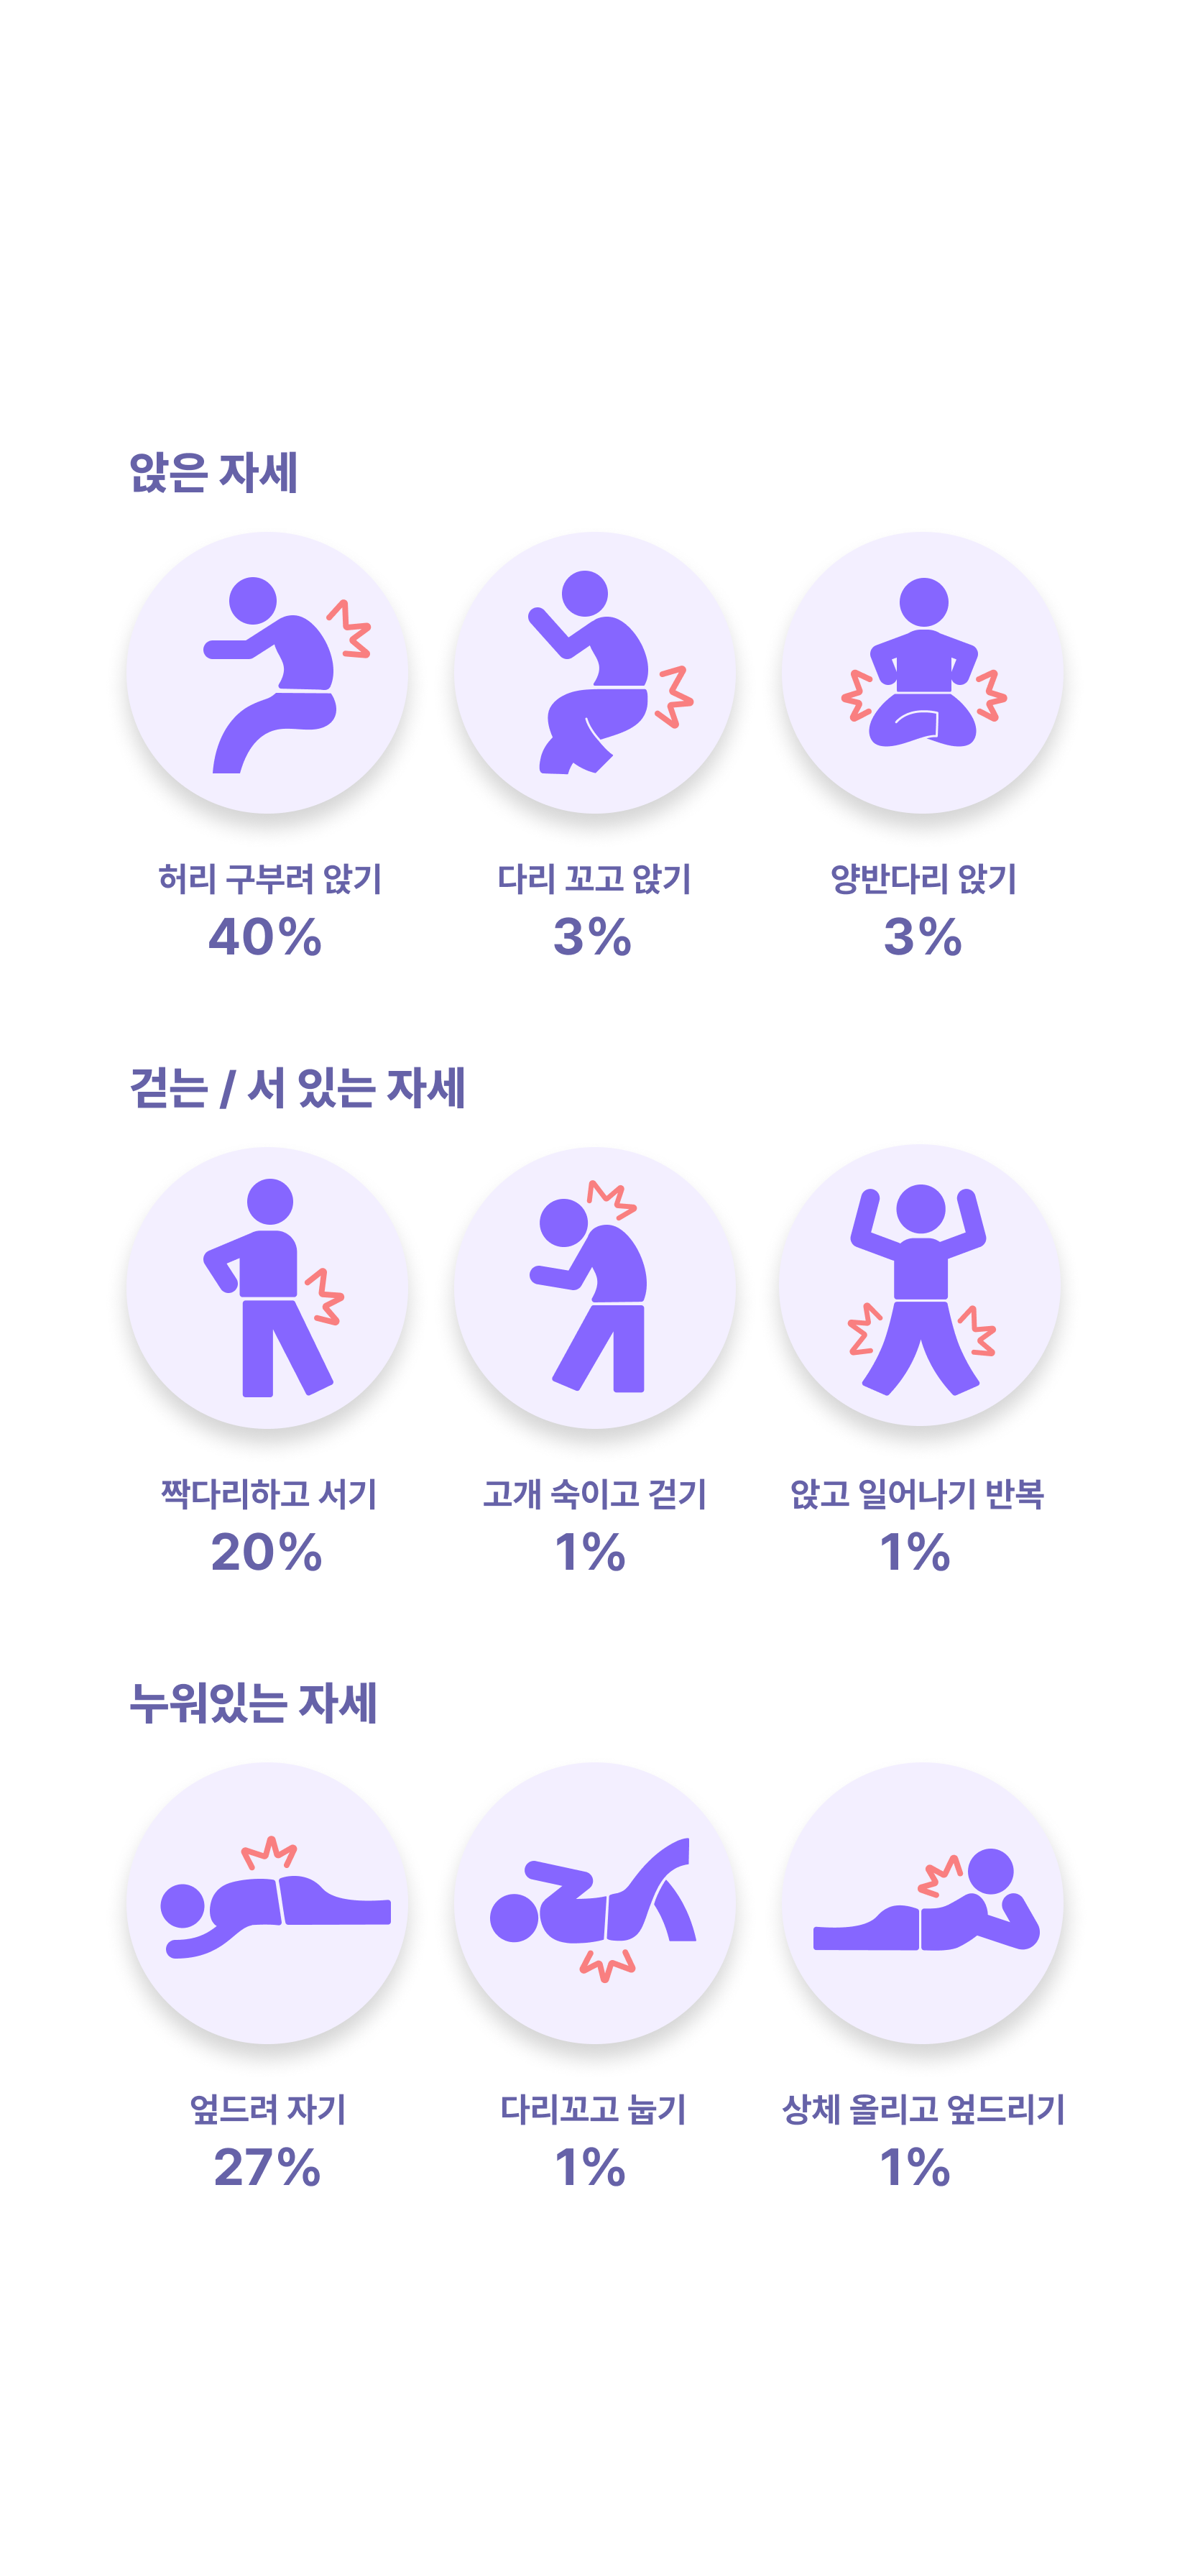 앉은 자세
허리 구부려 앉기
다리 꼬고 앉기
양반다리 앉기
40%
3%
3%
걷는 / 서 있는 자세
짝다리하고 서기
고개 숙이고 걷기
앉고 일어나기 반복
20%
1%
1%
누워있는 자세
엎드려 자기
다리꼬고 눕기
상체 올리고 엎드리기
27%
1%
1%